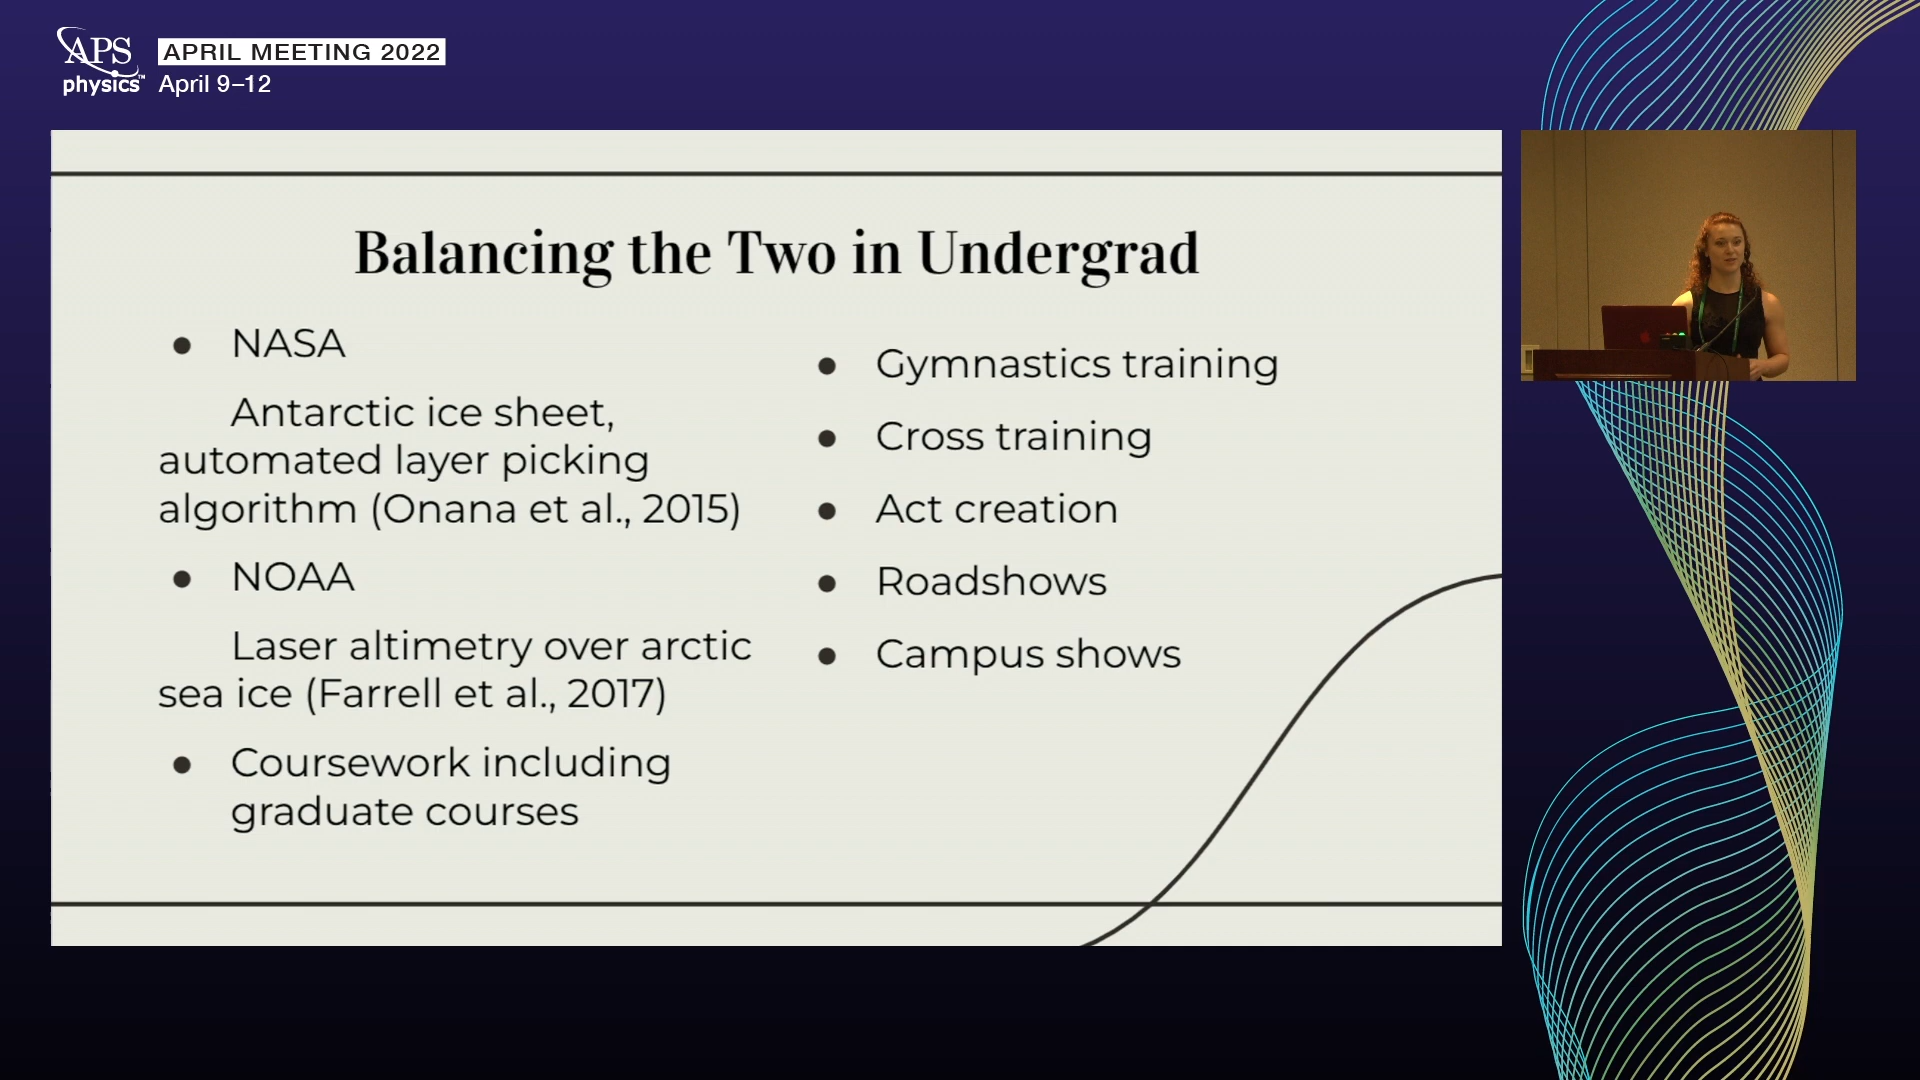 APS
physics™
APRIL MEETING 2022
April 9–12
Balancing the Two in Undergrad
● NASA
Antarctic ice sheet,
automated layer picking
algorithm (Onana et al., 2015)
● NOAA
Laser altimetry over arctic
sea ice (Farrell et al., 2017)
● Coursework including
graduate courses
● Gymnastics training
● Cross training
● Act creation
● Roadshows
● Campus shows